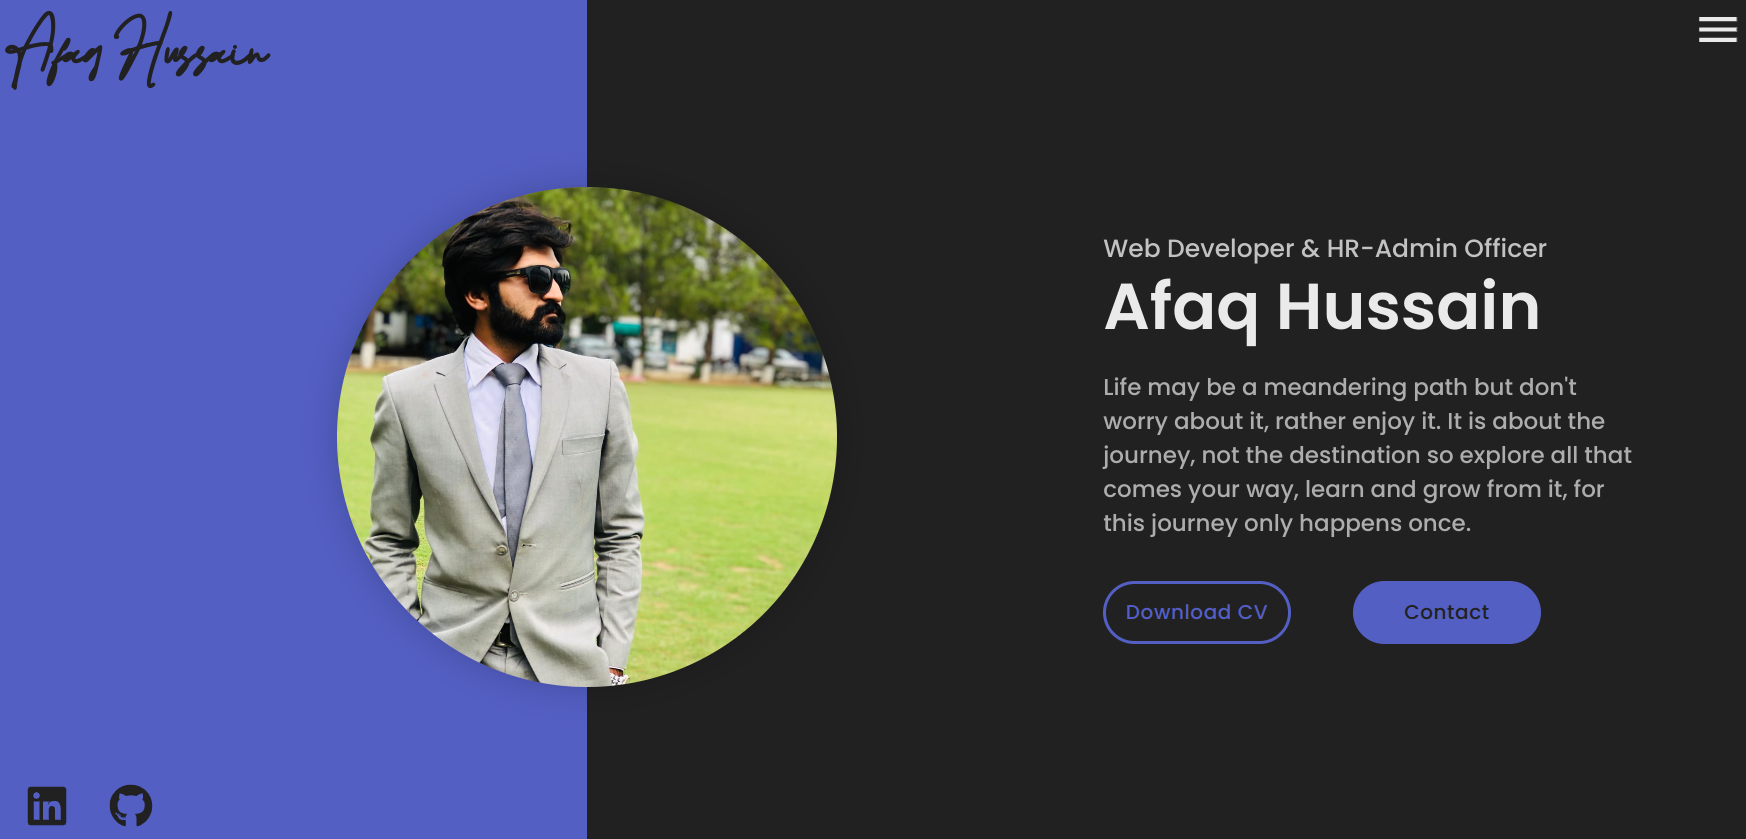 Afaq Hussain
Web Developer & HR-Admin Officer
Afaq Hussain
Life may be a meandering path but don't
worry about it, rather enjoy it. It is about the
journey, not the destination so explore all that
comes your way, learn and grow from it, for
this journey only happens once.
Download CV
Contact
in